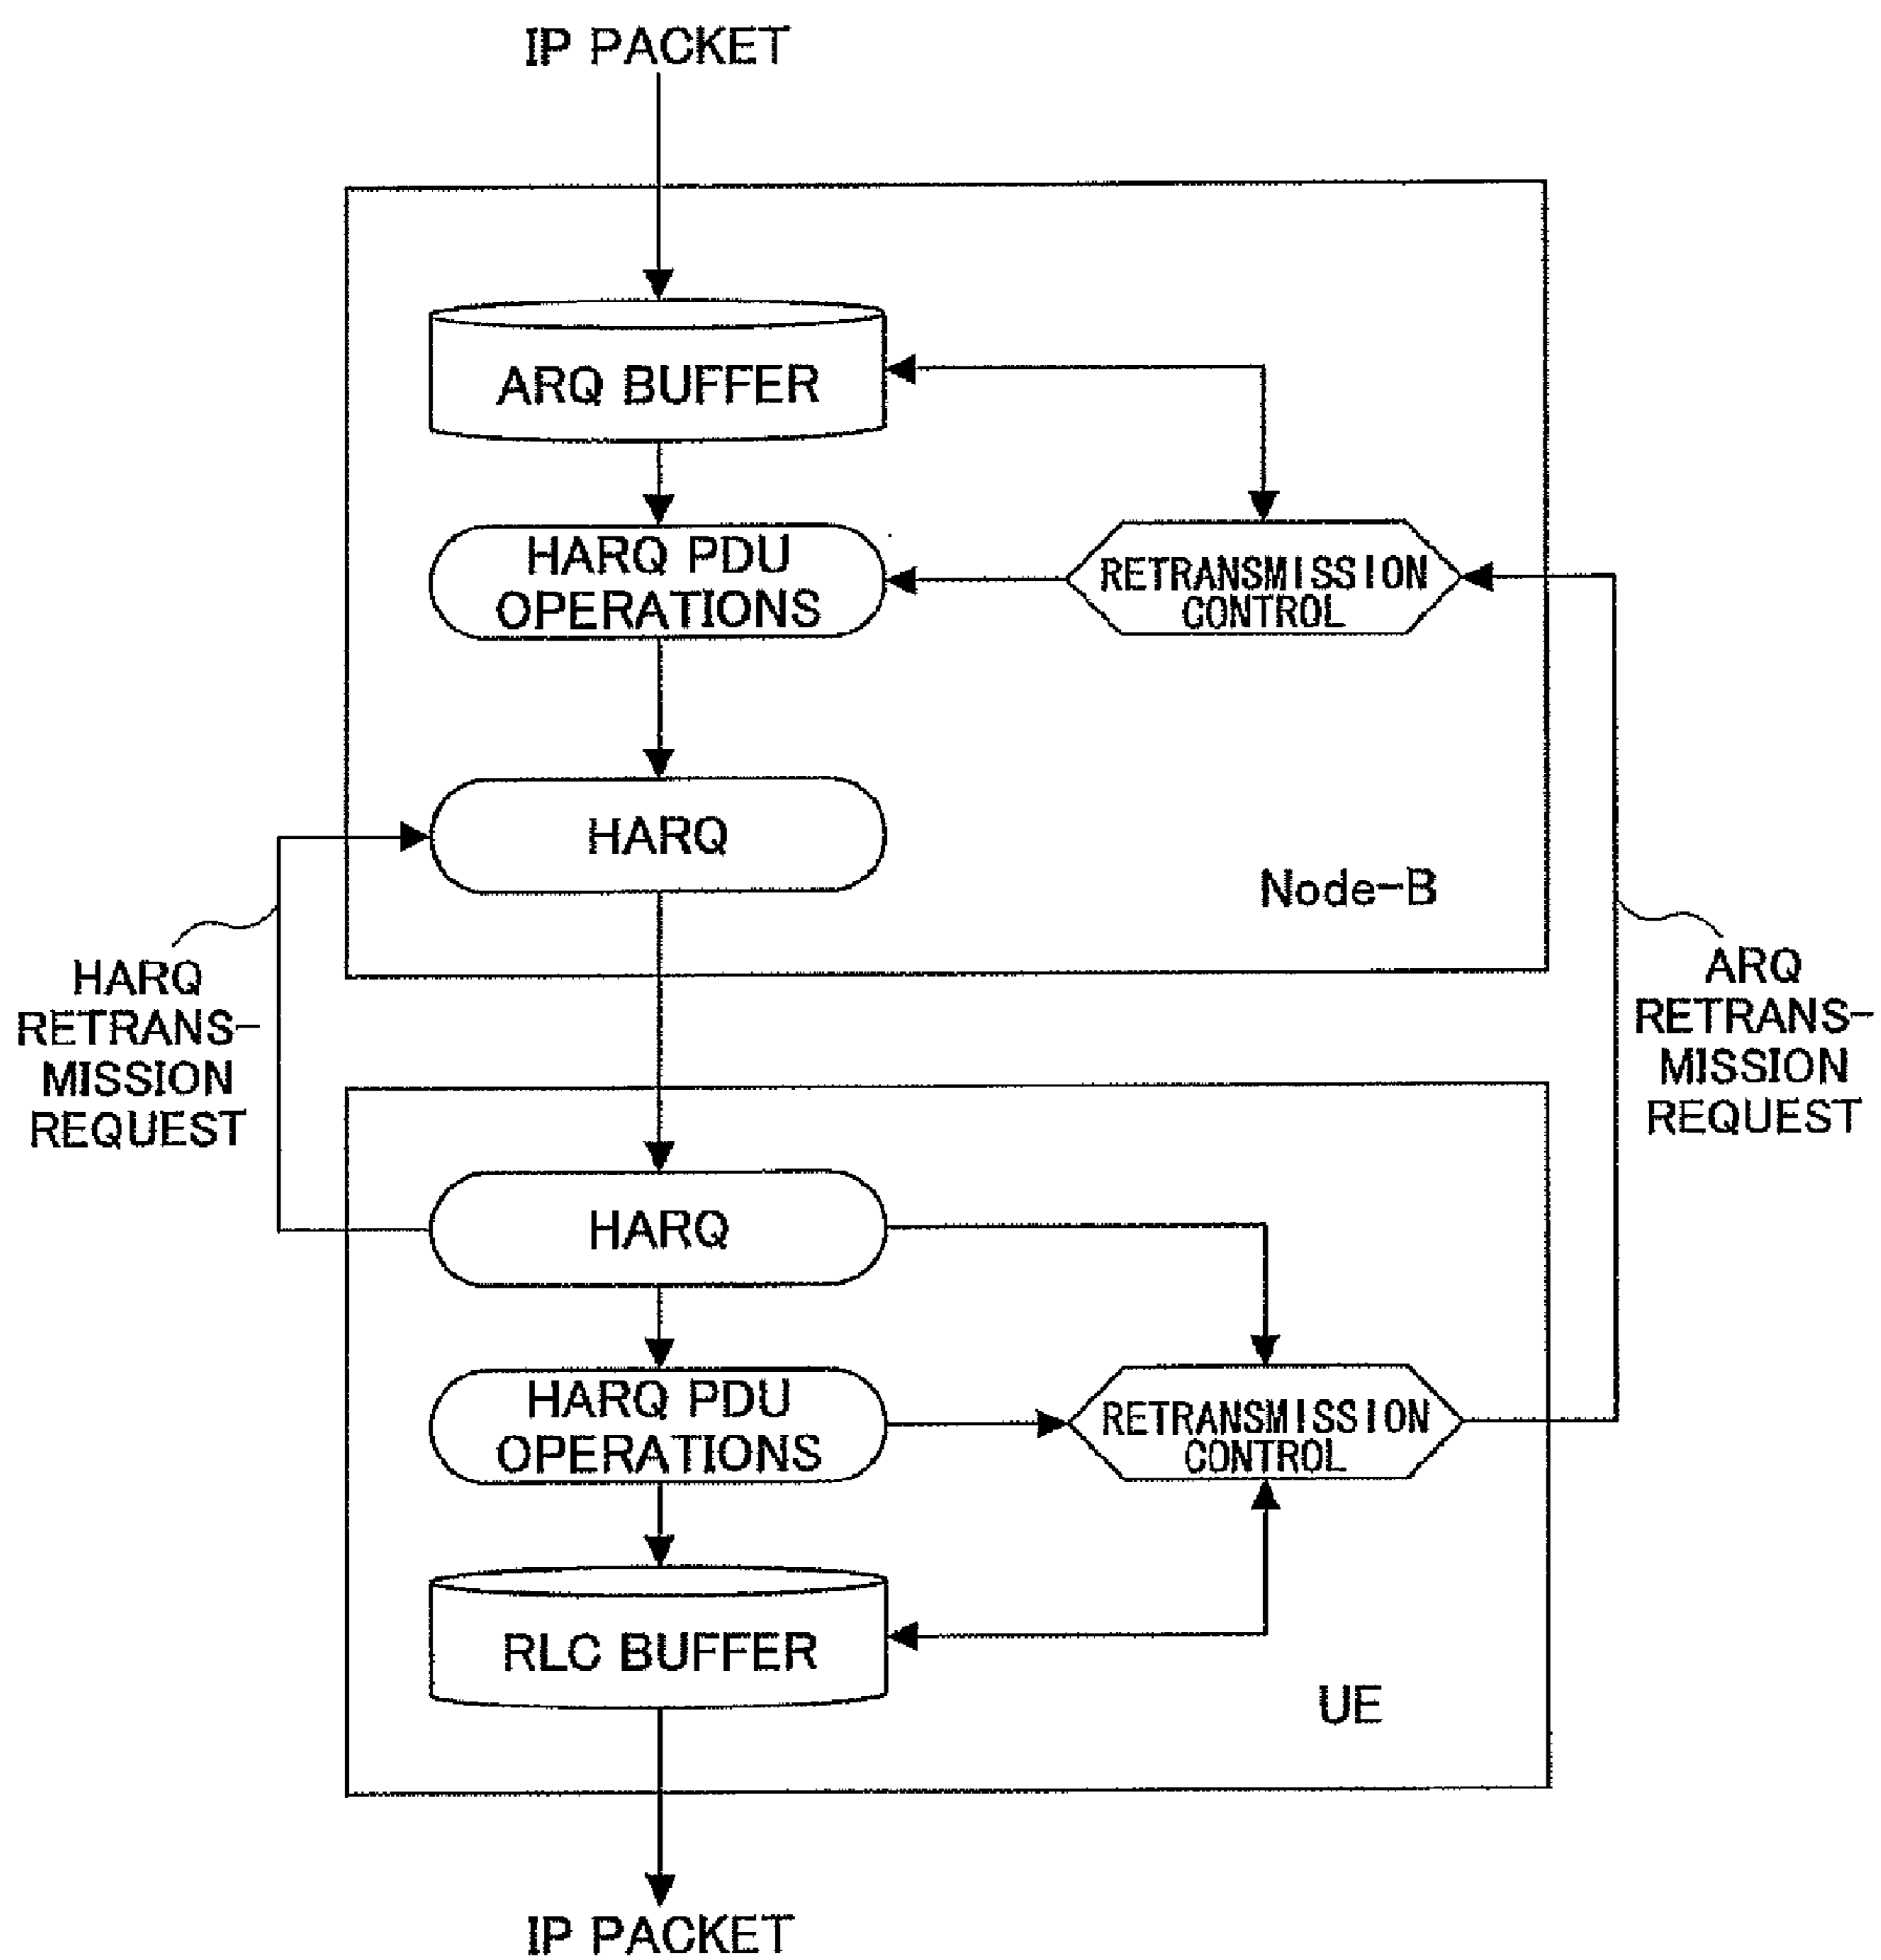 IP PACKET
ARQ BUFFER
HARQ PDU
OPERATIONS
RETRANSMISSION
CONTROL
HARQ
Node-B
HARQ
RETRANS-
MISSION
REQUEST
ARQ
RETRANS-
MISSION
REQUEST
HARQ
HARQ PDU
OPERATIONS
RETRANSMISSION
CONTROL
RLC BUFFER
UE
IP PACKET